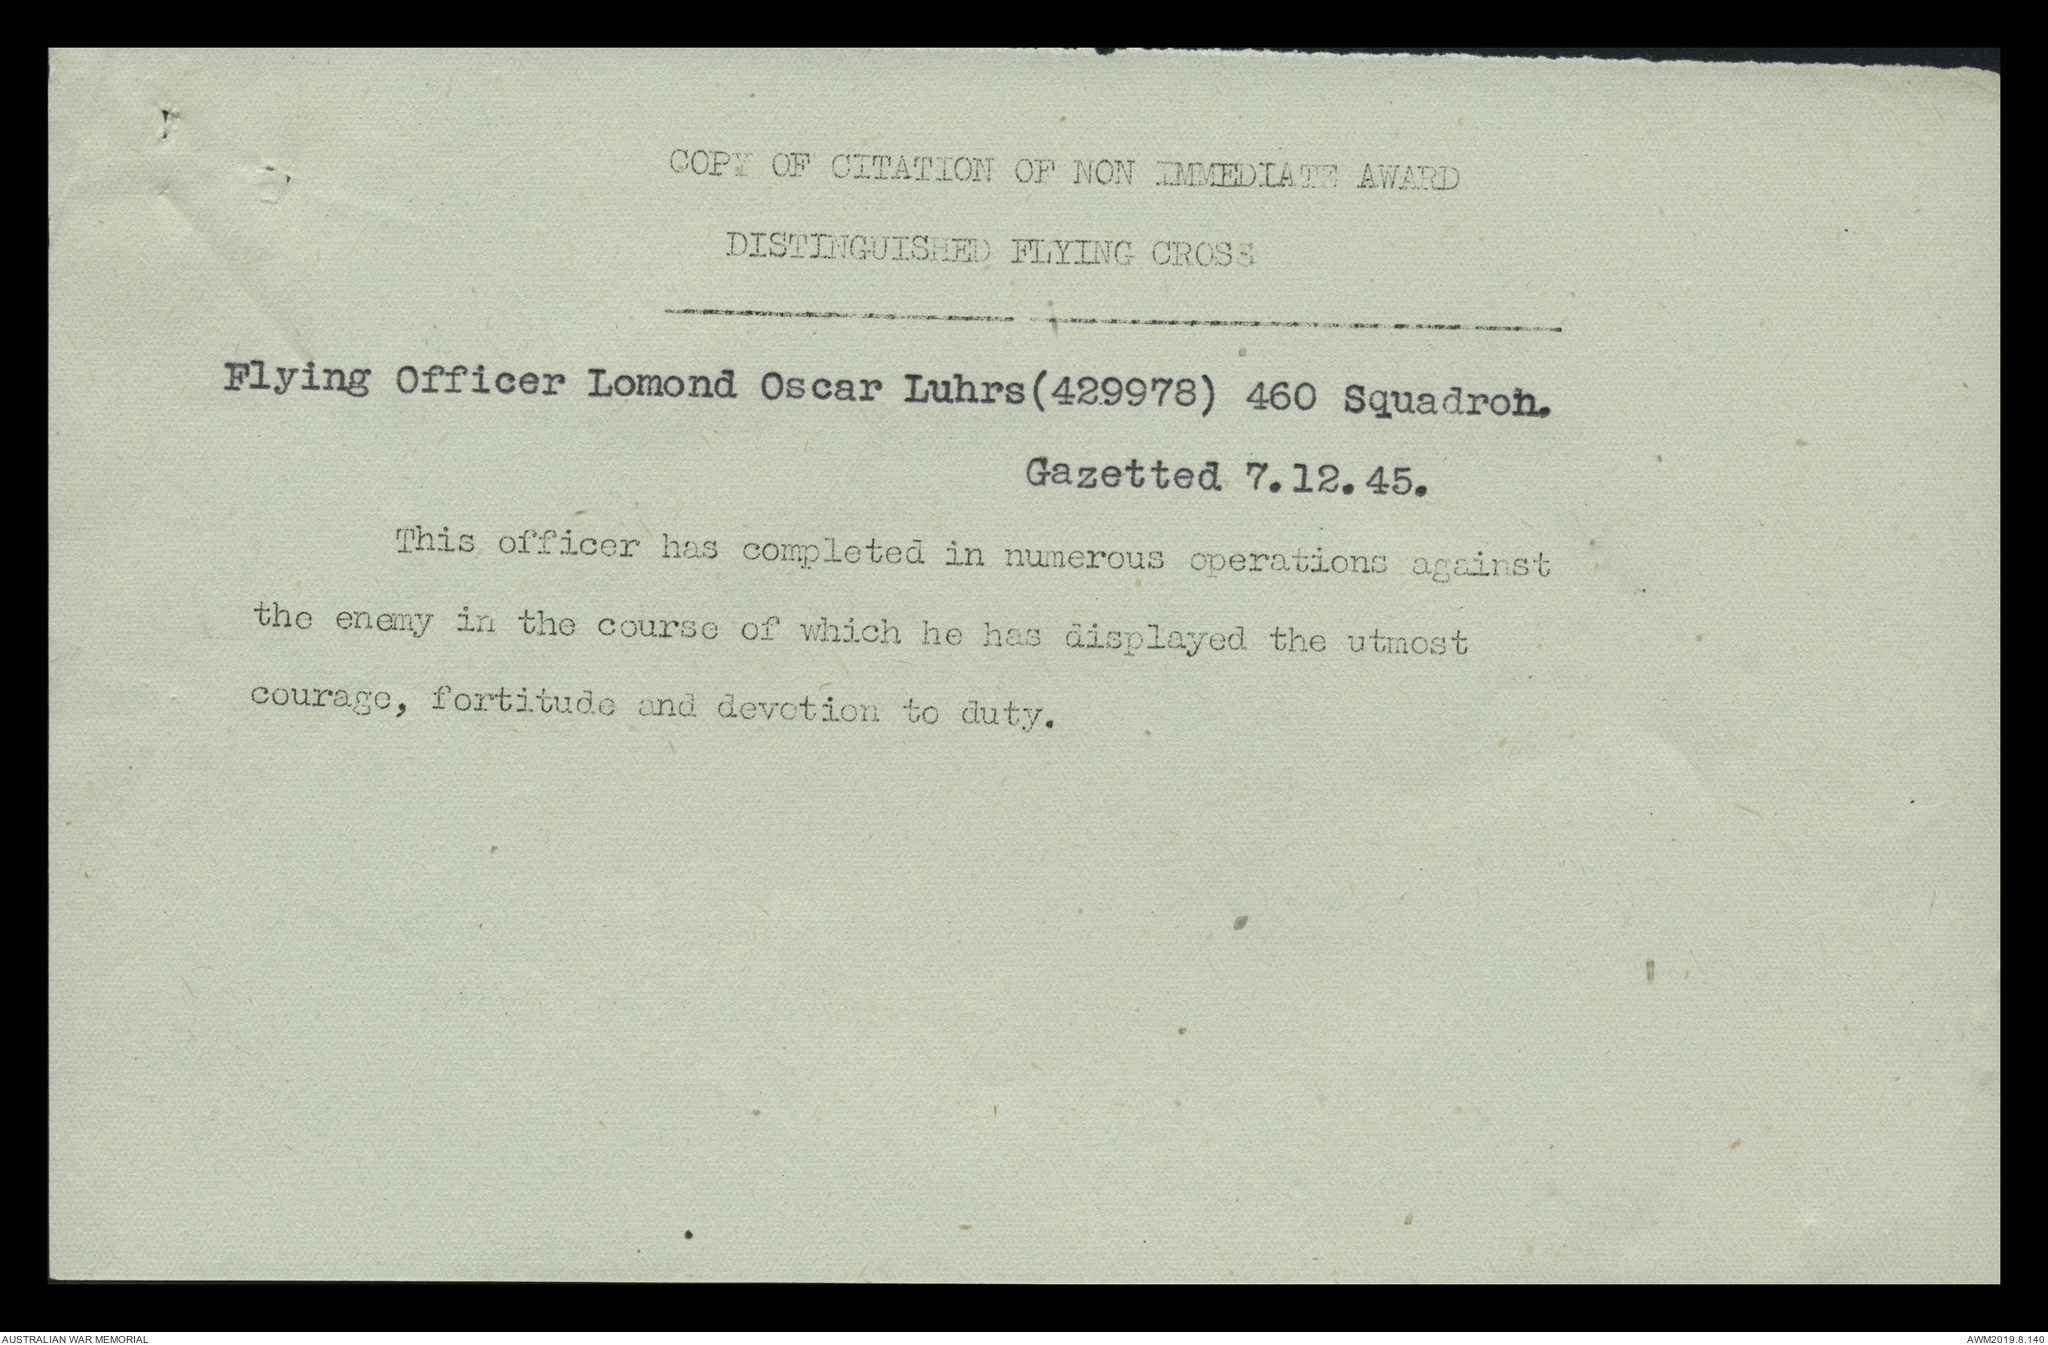 COPY OF CITATION OF NON IMMEDIATE AWARD
DISTINGUISHED FLYING CROSS
Flying Officer Lomond Oscar Luhrs(429978) 460 Squadron.
Gazetted 7.12.45.
This officer has completed in numerous operations against
the enemy in the course of which he has displayed the utmost
courage, fortitude and devotion to duty.
AUSTRALIAN WAR MEMORIAL
AWM2019.8.140